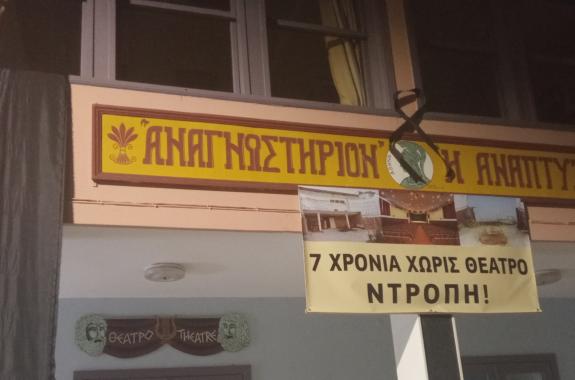 "ΑΝΑΓΝΩΣΤΗΡΙΟΝ" Η ΑΝΑΠΤΥ
7 ΧΡΟΝΙΑ ΧΩΡΙΣ ΘΕΑΤΡΟ
ΝΤΡΟΠΗ!
ΘΕΑΤΡΟ THEATRE